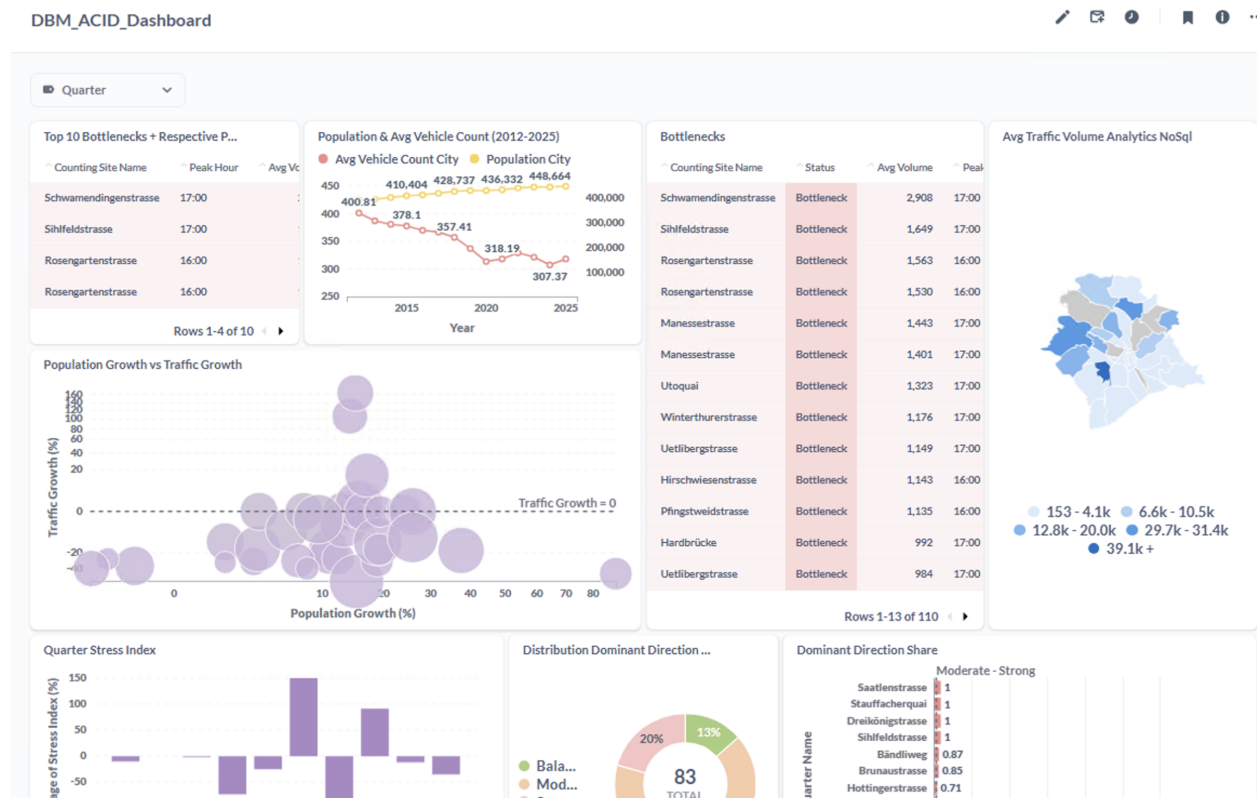 DBM_ACID_Dashboard
Quarter
Top 10 Bottlenecks + Respective P...
Counting Site Name Peak Hour Avg Vo
Schwamendingenstrasse 17:00
Sihlfeldstrasse 17:00
Rosengartenstrasse 16:00
Rosengartenstrasse 16:00
Rows 1-4 of 10
Population & Avg Vehicle Count (2012-2025)
Avg Vehicle Count City Population City
450
400
350
300
250
400.81
410,404 428,737 436,332 448,664
378.1
357.41
318.19
307.37
400,000
300,000
200,000
100,000
2015 2020 2025
Year
Bottlenecks
Counting Site Name Status Avg Volume Peak
Schwamendingenstrasse Bottleneck 2,908 17:00
Sihlfeldstrasse Bottleneck 1,649 17:00
Rosengartenstrasse Bottleneck 1,563 16:00
Rosengartenstrasse Bottleneck 1,530 16:00
Manessestrasse Bottleneck 1,443 17:00
Manessestrasse Bottleneck 1,401 17:00
Utoquai Bottleneck 1,323 17:00
Winterthurerstrasse Bottleneck 1,176 17:00
Uetlibergstrasse Bottleneck 1,149 17:00
Hirschwiesenstrasse Bottleneck 1,143 16:00
Pfingstweidstrasse Bottleneck 1,135 16:00
Hardbrücke Bottleneck 992 17:00
Uetlibergstrasse Bottleneck 984 17:00
Rows 1-13 of 110
Avg Traffic Volume Analytics NoSql
153 - 4.1k 6.6k - 10.5k
12.8k - 20.0k 29.7k - 31.4k
39.1k +
Population Growth vs Traffic Growth
Traffic Growth (%)
160
140
120
100
80
60
40
20
0
-20
-40
Traffic Growth = 0
0 10 20 30 40 50 60 70 80
Population Growth (%)
Quarter Stress Index
age of Stress Index (%)
150
100
50
0
-50
Distribution Dominant Direction ...
Bala...
Mod...
20%
13%
83
TOTAL
Dominant Direction Share
Moderate - Strong
uarter Name
Saatlenstrasse 1
Stauffacherquai 1
Dreikönigstrasse 1
Sihlfeldstrasse 1
Bändliweg 0.87
Brunaustrasse 0.85
Hottingerstrasse 0.71